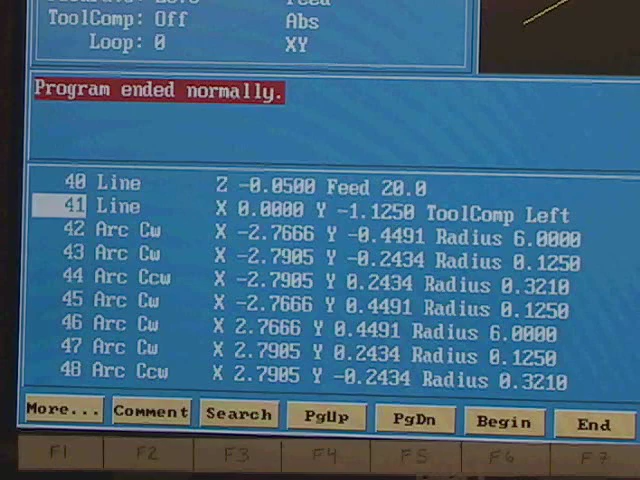 ToolComp: Off Abs
Loop: 0 XY
Program ended normally.
40 Line Z -0.0500 Feed 20.0
41 Line X 0.0000 Y -1.1250 ToolComp Left
42 Arc Cw X -2.7666 Y -0.4491 Radius 6.0000
43 Arc Cw X -2.7905 Y -0.2434 Radius 0.1250
44 Arc Ccw X -2.7905 Y 0.2434 Radius 0.3210
45 Arc Cw X -2.7666 Y 0.4491 Radius 0.1250
46 Arc Cw X 2.7666 Y 0.4491 Radius 6.0000
47 Arc Cw X 2.7905 Y 0.2434 Radius 0.1250
48 Arc Ccw X 2.7905 Y -0.2434 Radius 0.3210
More... Comment Search PgUp PgDn Begin End
F1 F2 F3 F4 F5 F6 F7